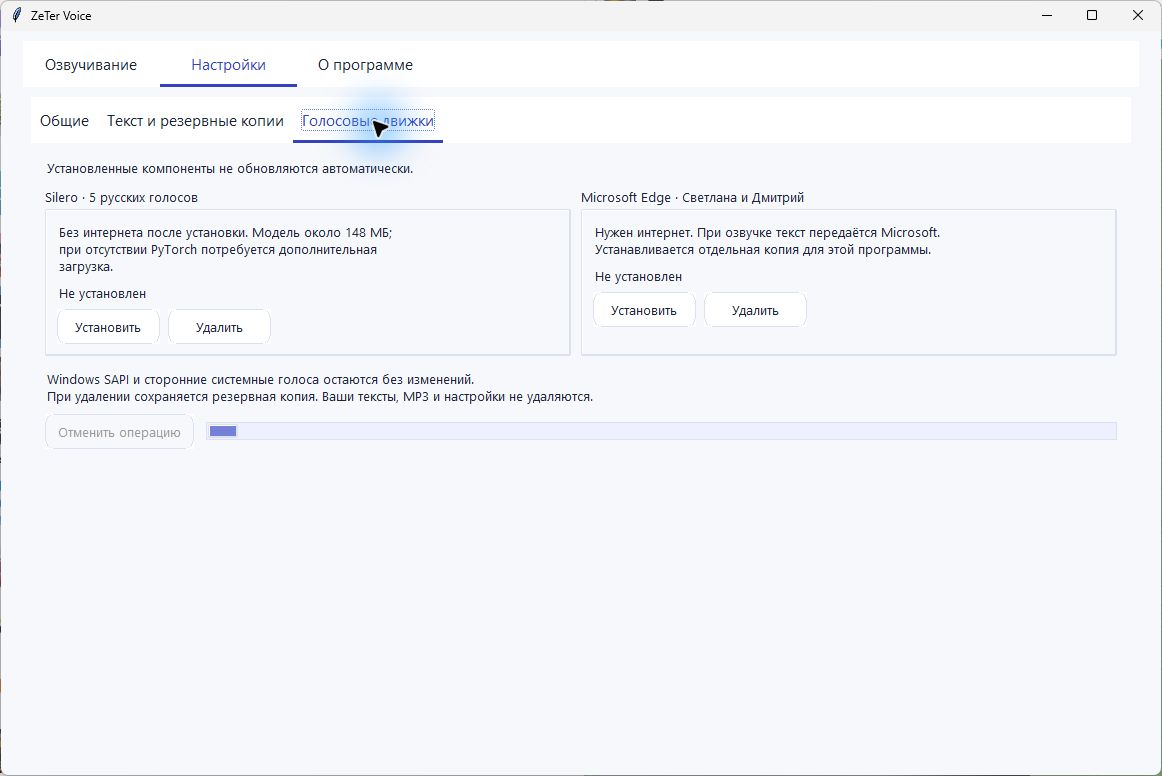 ZeTer Voice
Озвучивание Настройки О программе
Общие Текст и резервные копии Голосовые движки
Установленные компоненты не обновляются автоматически.
Silero · 5 русских голосов
Без интернета после установки. Модель около 148 МБ;
при отсутствии PyTorch потребуется дополнительная
загрузка.
Не установлен
Установить Удалить
Microsoft Edge · Светлана и Дмитрий
Нужен интернет. При озвучке текст передаётся Microsoft.
Устанавливается отдельная копия для этой программы.
Не установлен
Установить Удалить
Windows SAPI и сторонние системные голоса остаются без изменений.
При удалении сохраняется резервная копия. Ваши тексты, MP3 и настройки не удаляются.
Отменить операцию